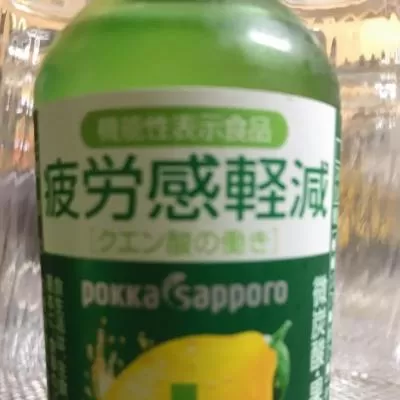 機能性表示食品
疲労感軽減
[クエン酸の働き]
pokka sapporo